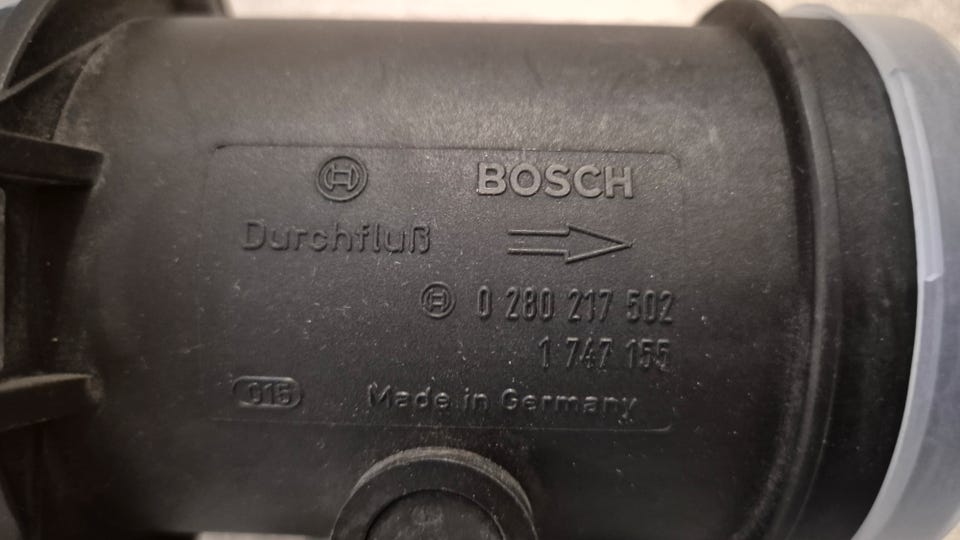 BOSCH
Durchfluß
0 280 217 502
1 747 155
015
Made in Germany